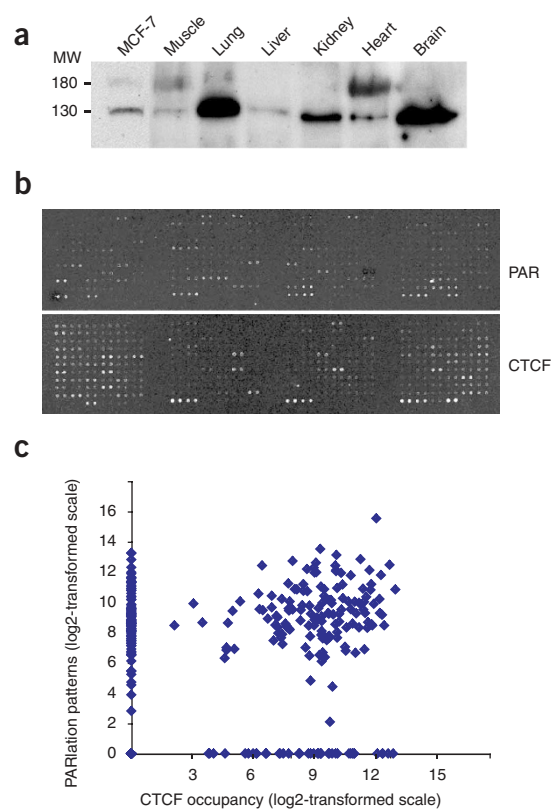 a
MW
MCF-7 Muscle Lung Liver Kidney Heart Brain
180
130
b
PAR
CTCF
c
PARlation patterns (log2-transformed scale)
16
14
12
10
8
6
4
2
0
3 6 9 12 15
CTCF occupancy (log2-transformed scale)